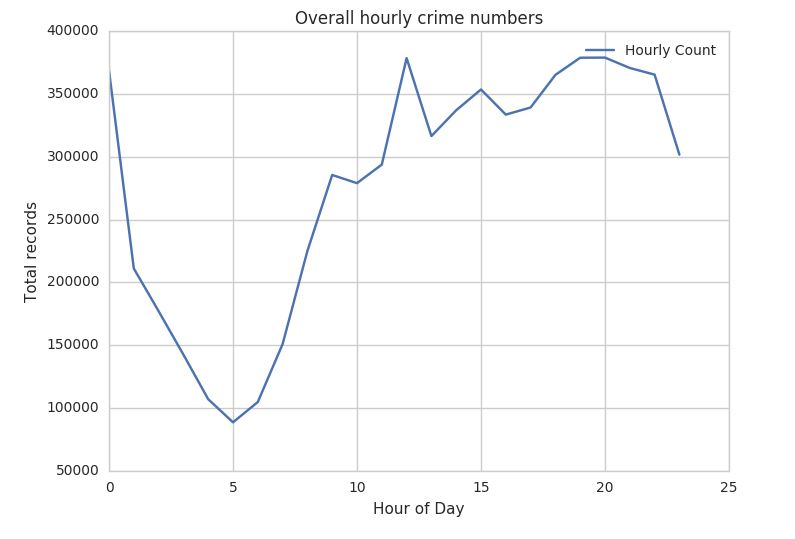 Overall hourly crime numbers
Hourly Count
400000
350000
300000
250000
200000
150000
100000
50000
Total records
0 5 10 15 20 25
Hour of Day